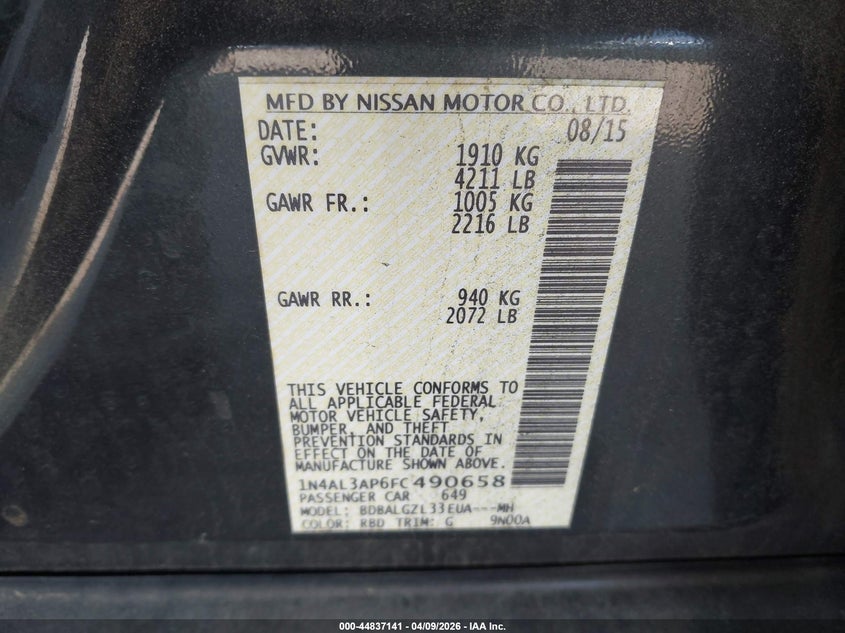 MFD BY NISSAN MOTOR CO., LTD.
DATE: 08/15
GVWR: 1910 KG
4211 LB
GAWR FR.: 1005 KG
2216 LB
GAWR RR.: 940 KG
2072 LB
THIS VEHICLE CONFORMS TO
ALL APPLICABLE FEDERAL
MOTOR VEHICLE SAFETY,
BUMPER, AND THEFT
PREVENTION STANDARDS IN
EFFECT ON THE DATE OF
MANUFACTURE SHOWN ABOVE.
1N4AL3AP6FC490658
PASSENGER CAR 649
MODEL: BDBALGZL33EUA---MH
COLOR: RBD TRIM: G 9N00A
000-44837141 | 04/09/2026 | IAA Inc.